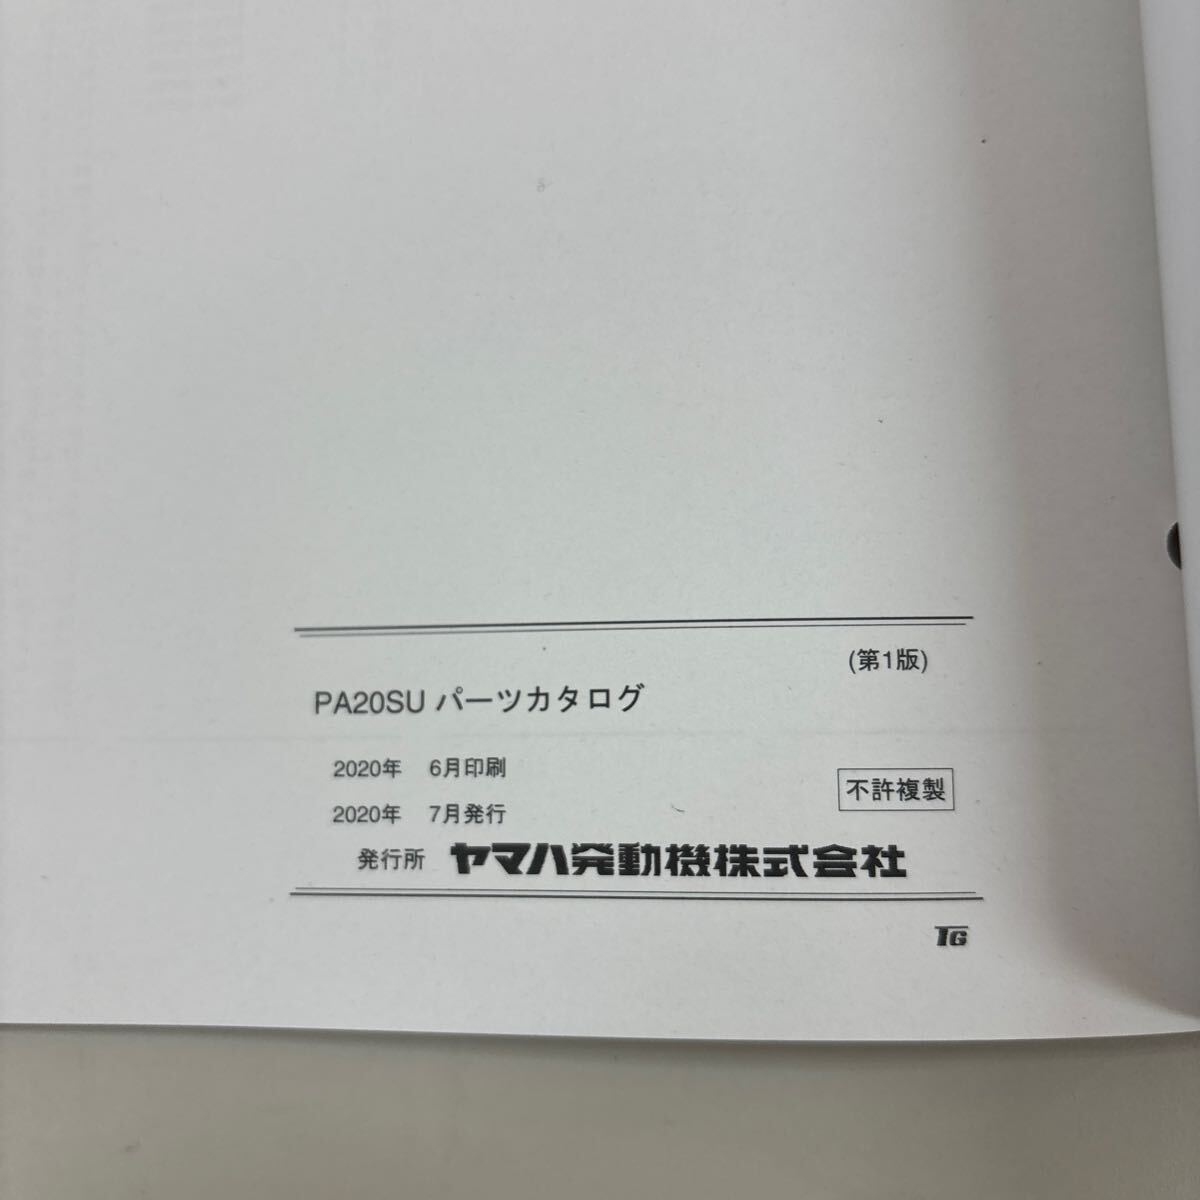 (第1版)
PA20SU パーツカタログ
2020年 6月印刷
不許複製
2020年 7月発行
発行所 ヤマハ発動機株式会社
TG